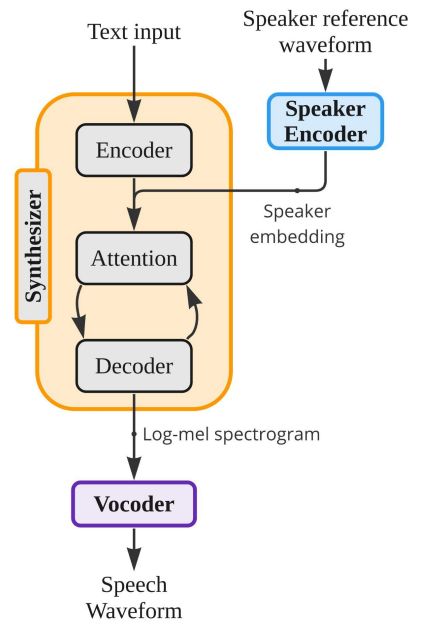 Text input
Speaker reference
waveform
Speaker
Encoder
Encoder
Speaker
embedding
Synthesizer
Attention
Decoder
Log-mel spectrogram
Vocoder
Speech
Waveform